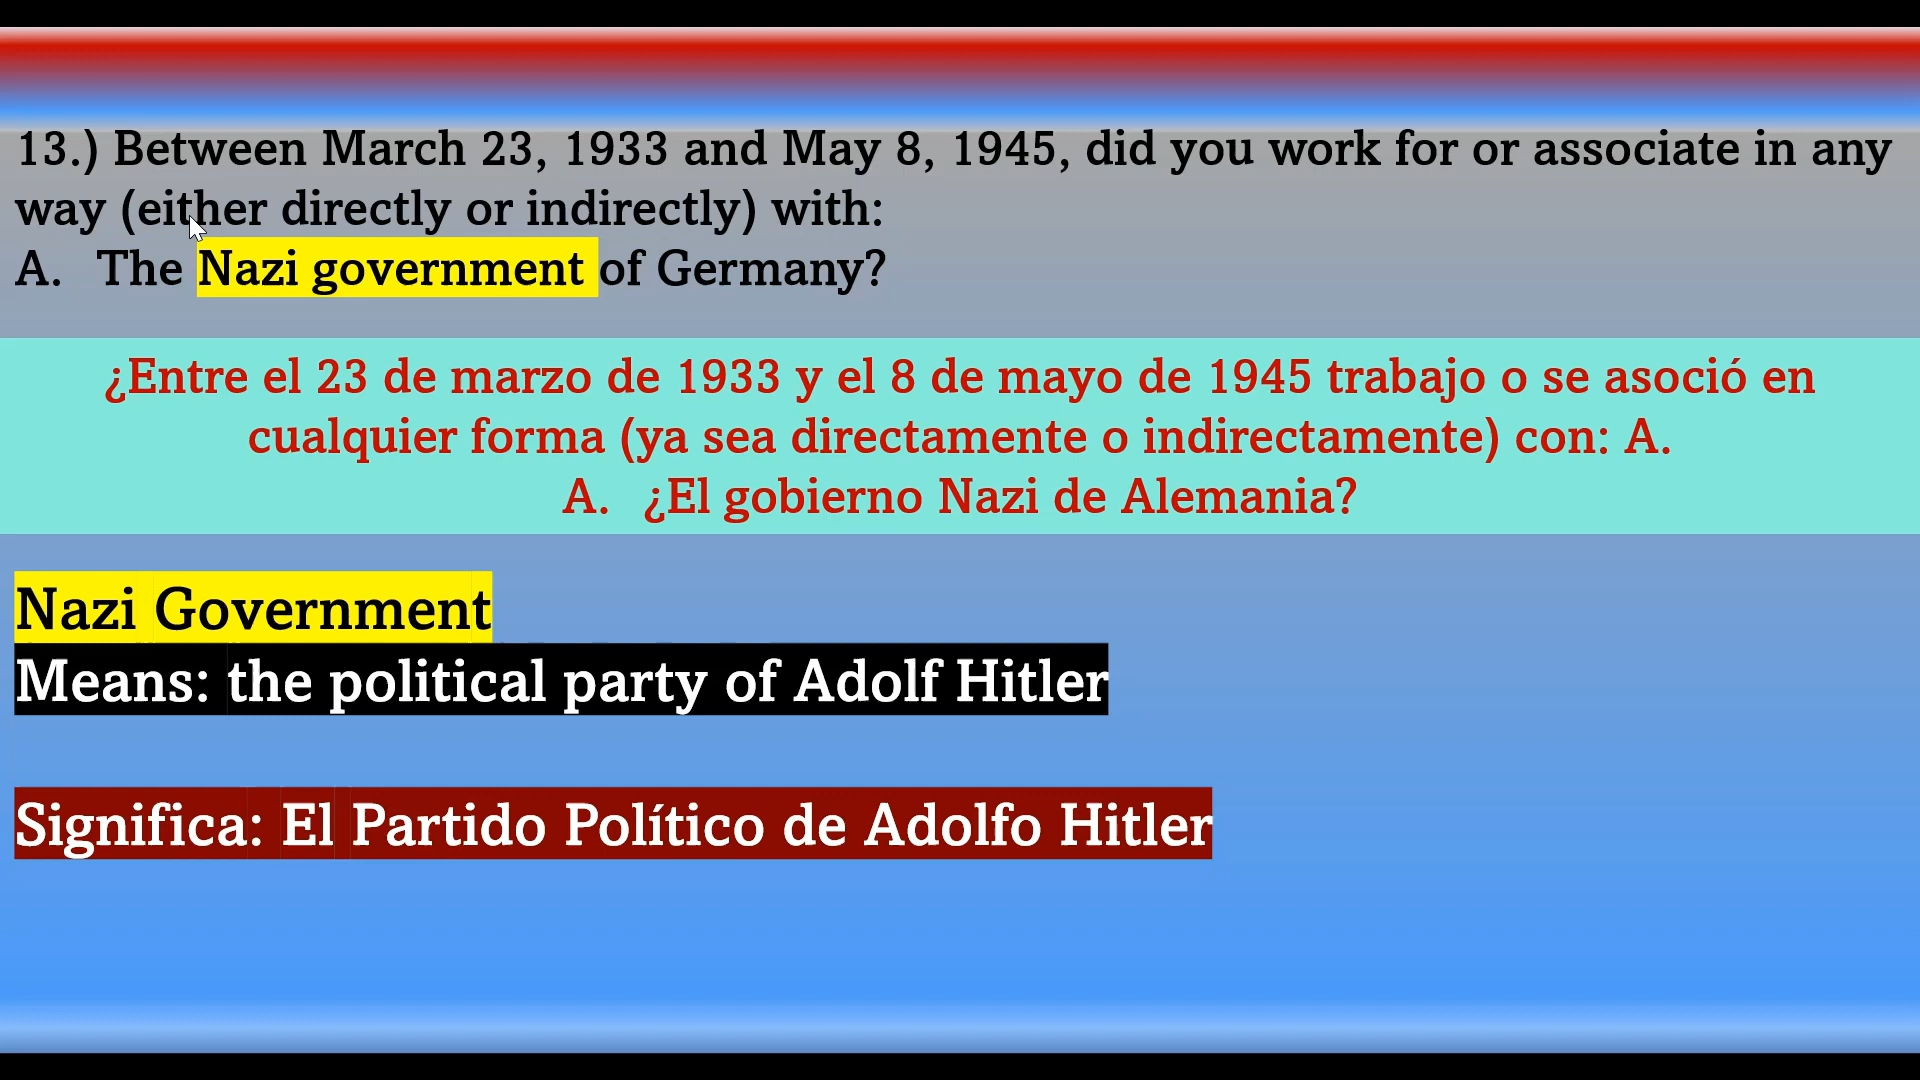 13.) Between March 23, 1933 and May 8, 1945, did you work for or associate in any
way (either directly or indirectly) with:
A. The Nazi government of Germany?
¿Entre el 23 de marzo de 1933 y el 8 de mayo de 1945 trabajo o se asoció en
cualquier forma (ya sea directamente o indirectamente) con: A.
A. ¿El gobierno Nazi de Alemania?
Nazi Government
Means: the political party of Adolf Hitler
Significa: El Partido Político de Adolfo Hitler